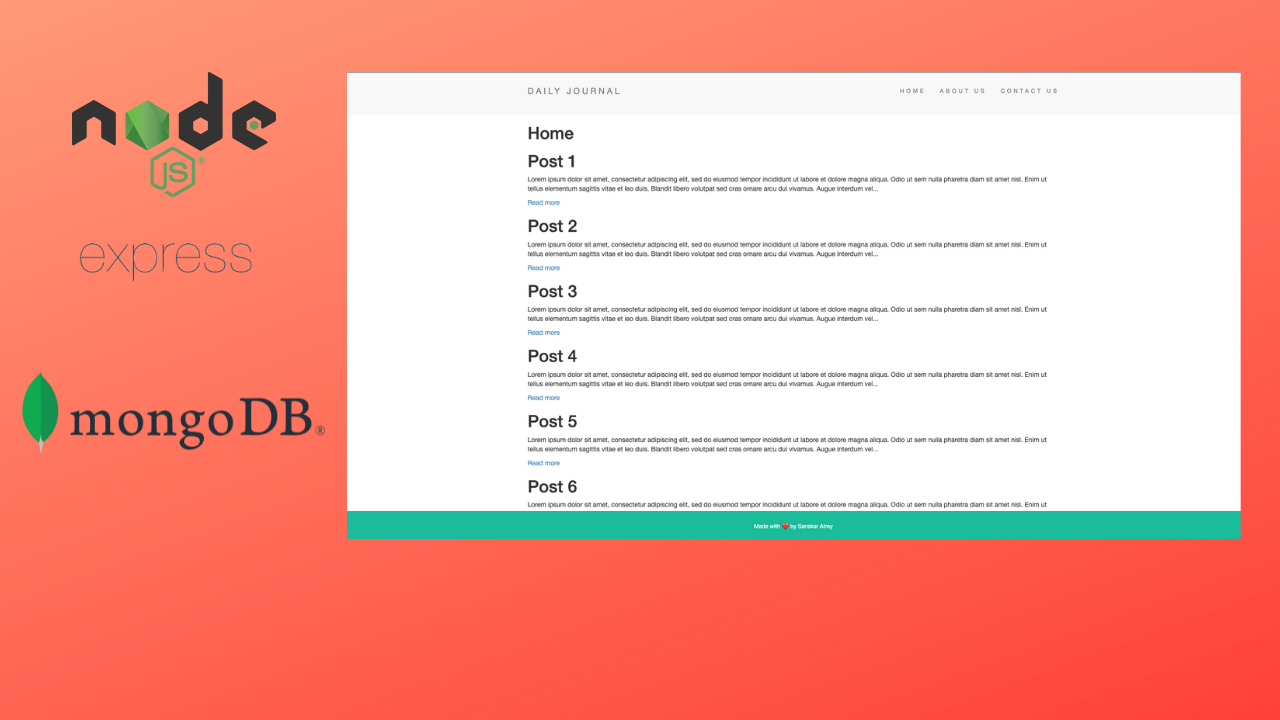 node
JS®
express
mongoDB®
DAILY JOURNAL
HOME ABOUT US CONTACT US
Home
Post 1
Lorem ipsum dolor sit amet, consectetur adipiscing elit, sed do eiusmod tempor incididunt ut labore et dolore magna aliqua. Odio ut sem nulla pharetra diam sit amet nisl. Enim ut
tellus elementum sagittis vitae et leo duis. Blandit libero volutpat sed cras ornare arcu dui vivamus. Augue interdum vel...
Read more
Post 2
Lorem ipsum dolor sit amet, consectetur adipiscing elit, sed do eiusmod tempor incididunt ut labore et dolore magna aliqua. Odio ut sem nulla pharetra diam sit amet nisl. Enim ut
tellus elementum sagittis vitae et leo duis. Blandit libero volutpat sed cras ornare arcu dui vivamus. Augue interdum vel...
Read more
Post 3
Lorem ipsum dolor sit amet, consectetur adipiscing elit, sed do eiusmod tempor incididunt ut labore et dolore magna aliqua. Odio ut sem nulla pharetra diam sit amet nisl. Enim ut
tellus elementum sagittis vitae et leo duis. Blandit libero volutpat sed cras ornare arcu dui vivamus. Augue interdum vel...
Read more
Post 4
Lorem ipsum dolor sit amet, consectetur adipiscing elit, sed do eiusmod tempor incididunt ut labore et dolore magna aliqua. Odio ut sem nulla pharetra diam sit amet nisl. Enim ut
tellus elementum sagittis vitae et leo duis. Blandit libero volutpat sed cras ornare arcu dui vivamus. Augue interdum vel...
Read more
Post 5
Lorem ipsum dolor sit amet, consectetur adipiscing elit, sed do eiusmod tempor incididunt ut labore et dolore magna aliqua. Odio ut sem nulla pharetra diam sit amet nisl. Enim ut
tellus elementum sagittis vitae et leo duis. Blandit libero volutpat sed cras ornare arcu dui vivamus. Augue interdum vel...
Read more
Post 6
Lorem ipsum dolor sit amet, consectetur adipiscing elit, sed do eiusmod tempor incididunt ut labore et dolore magna aliqua. Odio ut sem nulla pharetra diam sit amet nisl. Enim ut
Made with ❤️ by Sanskar Atrey